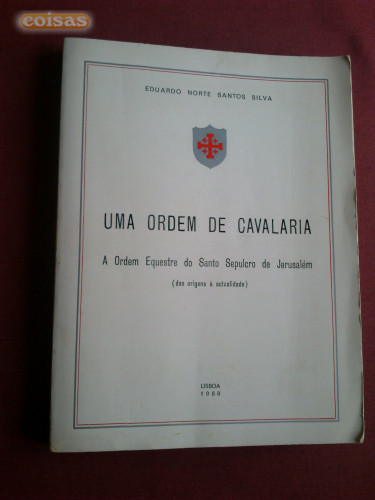 coisas
EDUARDO NORTE SANTOS SILVA
UMA ORDEM DE CAVALARIA
A Ordem Equestre do Santo Sepulcro de Jerusalém
(das origens à actualidade)
LISBOA
1969